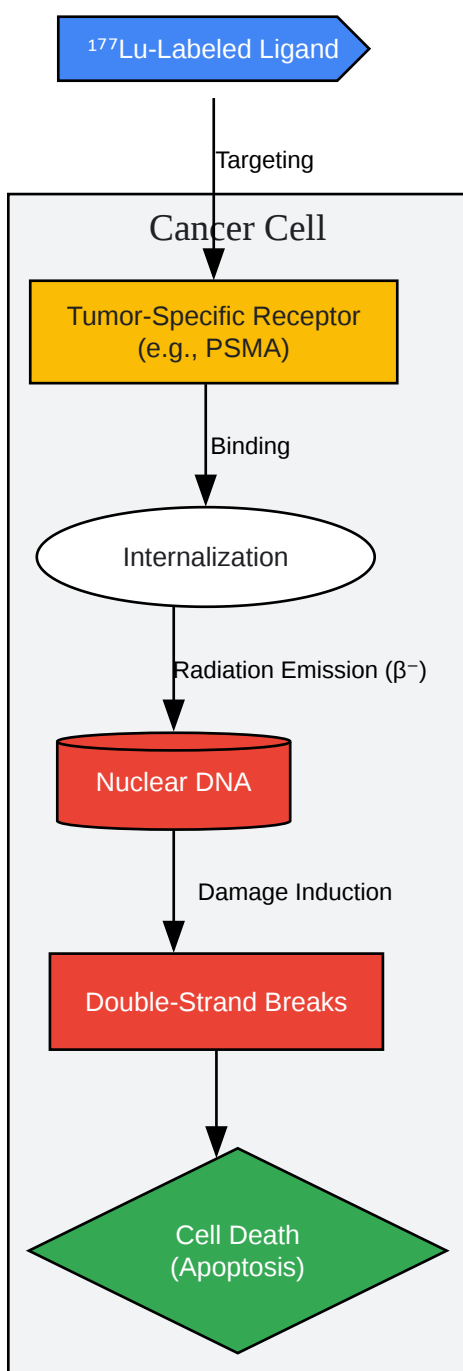 ¹⁷⁷Lu-Labeled Ligand
Targeting
Cancer Cell
Tumor-Specific Receptor
(e.g., PSMA)
Binding
Internalization
Radiation Emission (β⁻)
Nuclear DNA
Damage Induction
Double-Strand Breaks
Cell Death
(Apoptosis)